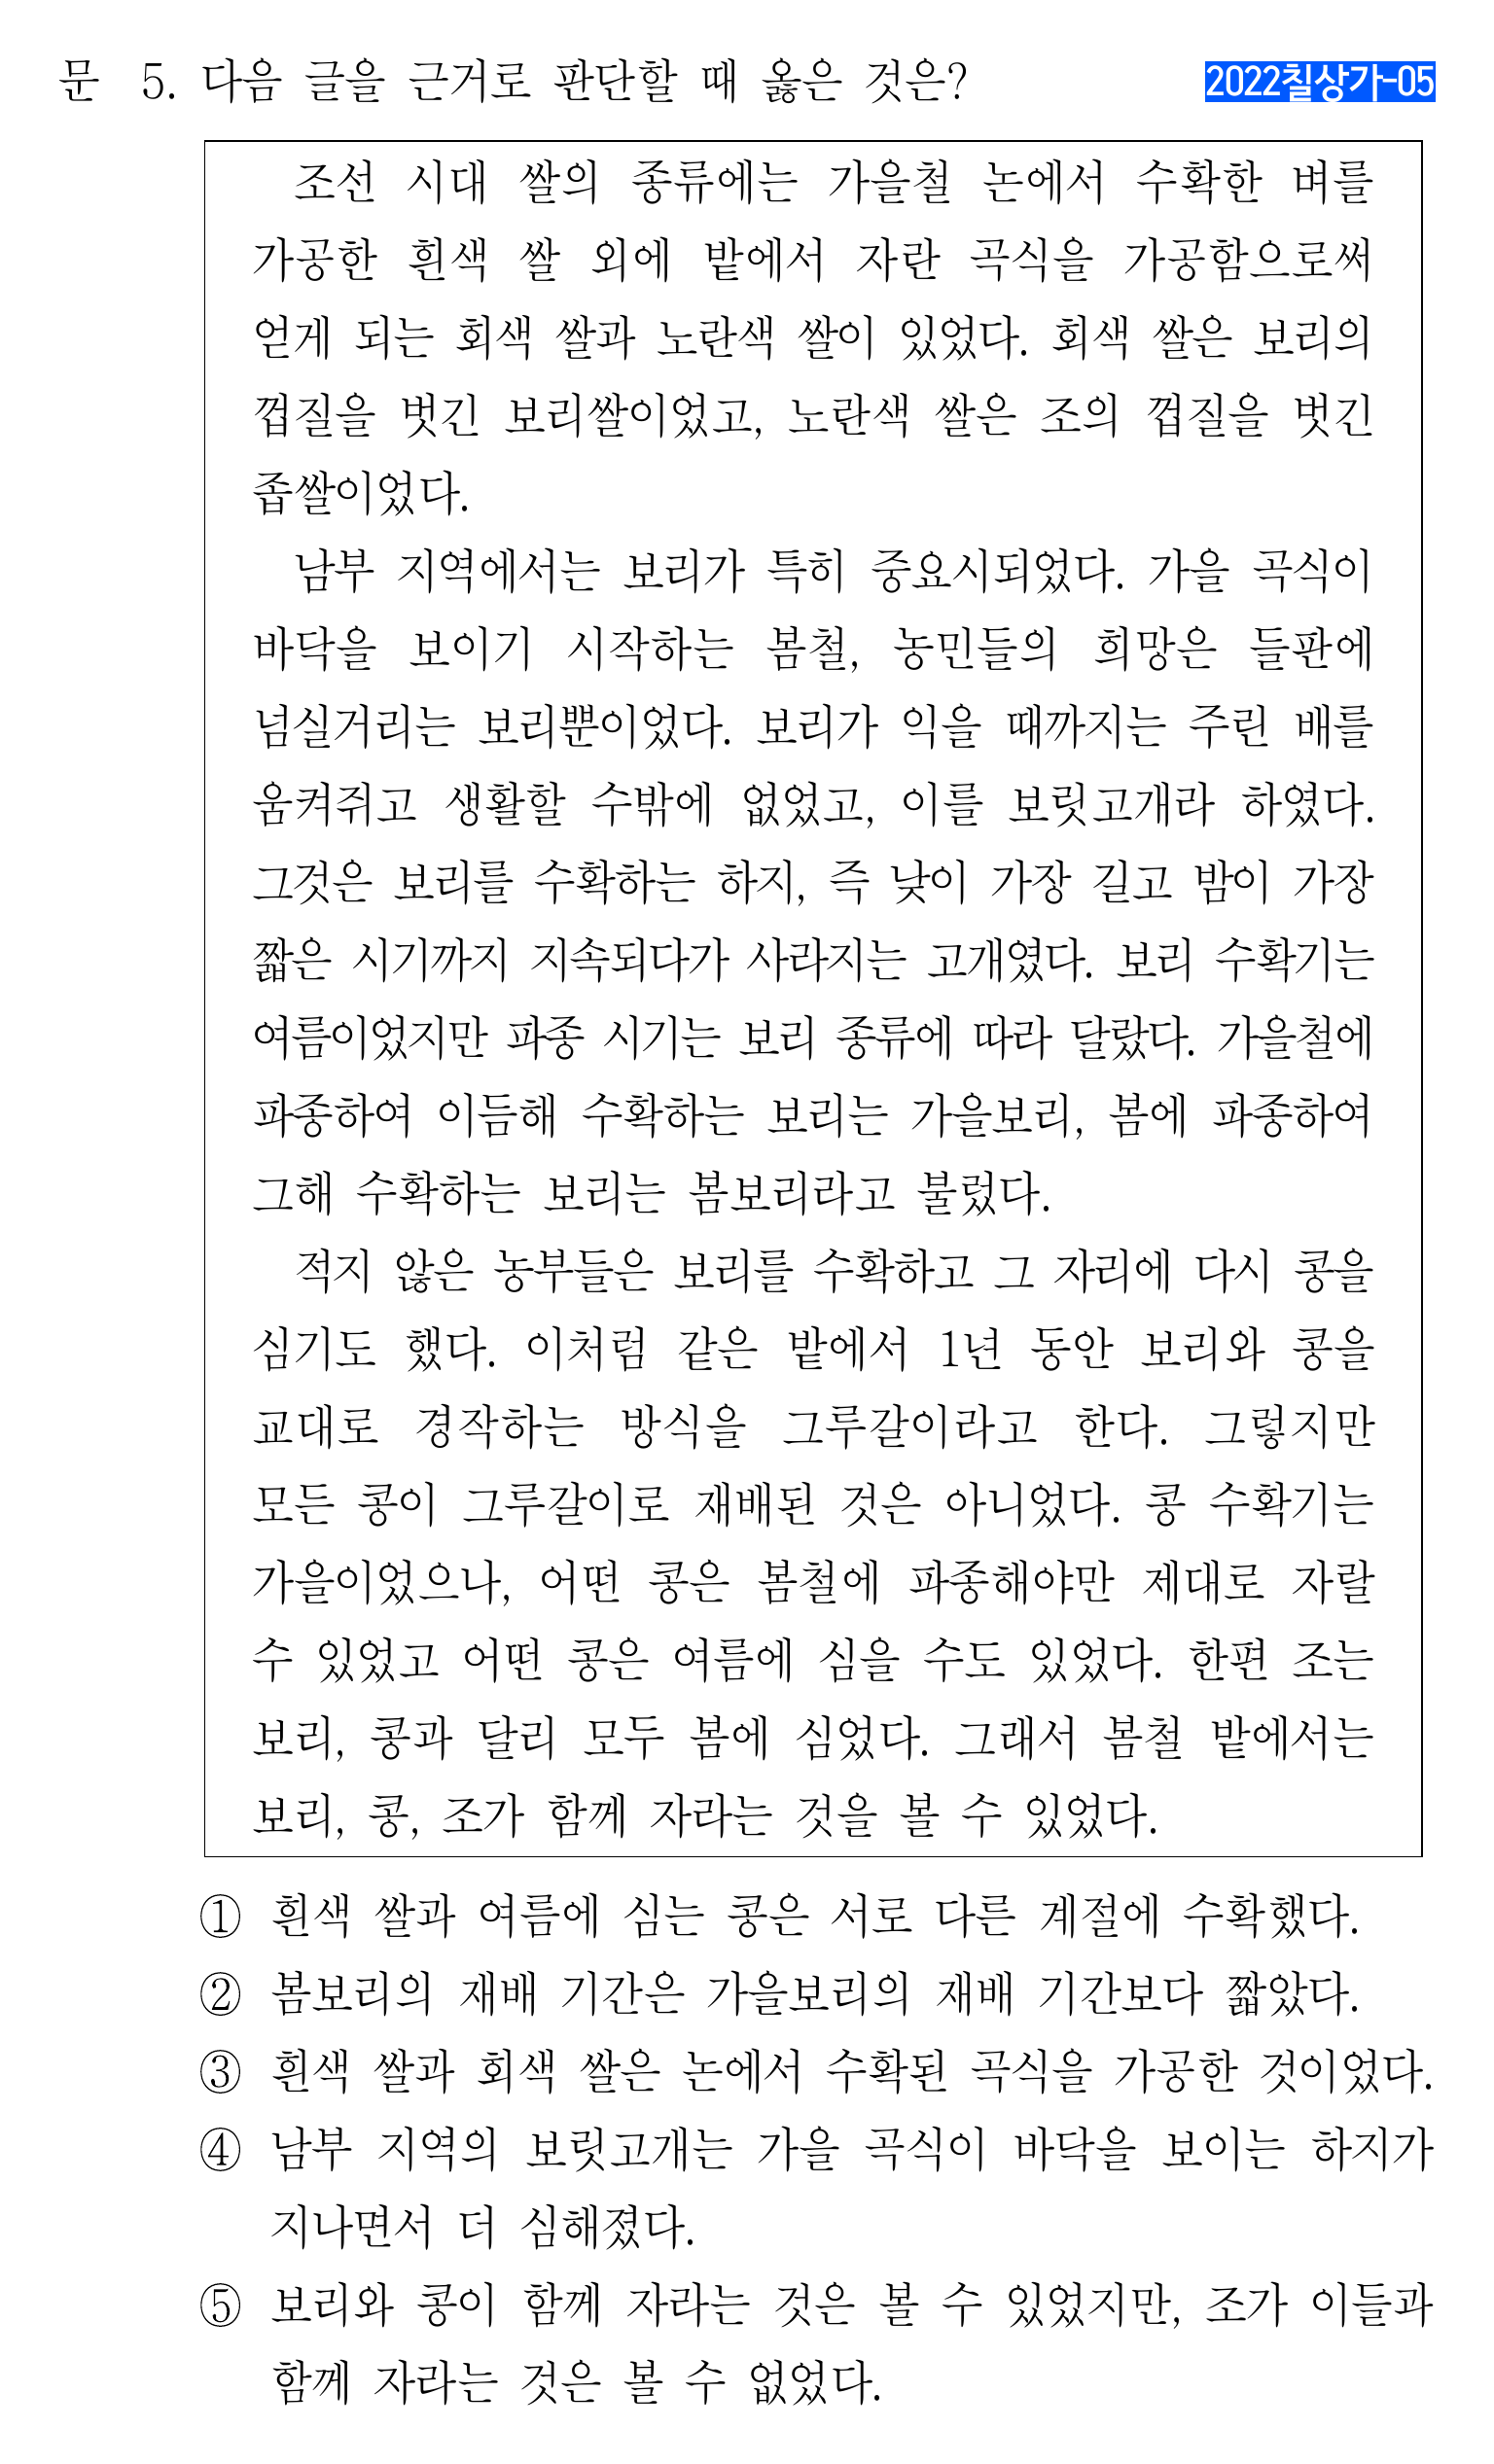 문 5. 다음 글을 근거로 판단할 때 옳은 것은?
2022칠상가-05
조선 시대 쌀의 종류에는 가을철 논에서 수확한 벼를
가공한 흰색 쌀 외에 밭에서 자란 곡식을 가공함으로써
얻게 되는 회색 쌀과 노란색 쌀이 있었다. 회색 쌀은 보리의
껍질을 벗긴 보리쌀이었고, 노란색 쌀은 조의 껍질을 벗긴
좁쌀이었다.
남부 지역에서는 보리가 특히 중요시되었다. 가을 곡식이
바닥을 보이기 시작하는 봄철, 농민들의 희망은 들판에
넘실거리는 보리뿐이었다. 보리가 익을 때까지는 주린 배를
움켜쥐고 생활할 수밖에 없었고, 이를 보릿고개라 하였다.
그것은 보리를 수확하는 하지, 즉 낮이 가장 길고 밤이 가장
짧은 시기까지 지속되다가 사라지는 고개였다. 보리 수확기는
여름이었지만 파종 시기는 보리 종류에 따라 달랐다. 가을철에
파종하여 이듬해 수확하는 보리는 가을보리, 봄에 파종하여
그해 수확하는 보리는 봄보리라고 불렀다.
적지 않은 농부들은 보리를 수확하고 그 자리에 다시 콩을
심기도 했다. 이처럼 같은 밭에서 1년 동안 보리와 콩을
교대로 경작하는 방식을 그루갈이라고 한다. 그렇지만
모든 콩이 그루갈이로 재배된 것은 아니었다. 콩 수확기는
가을이었으나, 어떤 콩은 봄철에 파종해야만 제대로 자랄
수 있었고 어떤 콩은 여름에 심을 수도 있었다. 한편 조는
보리, 콩과 달리 모두 봄에 심었다. 그래서 봄철 밭에서는
보리, 콩, 조가 함께 자라는 것을 볼 수 있었다.
① 흰색 쌀과 여름에 심는 콩은 서로 다른 계절에 수확했다.
② 봄보리의 재배 기간은 가을보리의 재배 기간보다 짧았다.
③ 흰색 쌀과 회색 쌀은 논에서 수확된 곡식을 가공한 것이었다.
④ 남부 지역의 보릿고개는 가을 곡식이 바닥을 보이는 하지가
지나면서 더 심해졌다.
⑤ 보리와 콩이 함께 자라는 것은 볼 수 있었지만, 조가 이들과
함께 자라는 것은 볼 수 없었다.